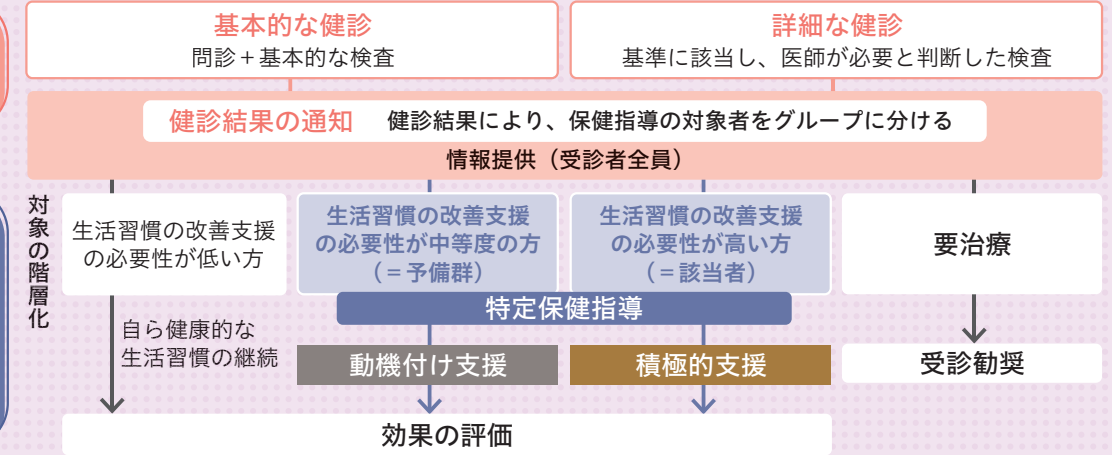 基本的な健診
問診＋基本的な検査
詳細な健診
基準に該当し、医師が必要と判断した検査
健診結果の通知 健診結果により、保健指導の対象者をグループに分ける
情報提供（受診者全員）
対象の階層化
生活習慣の改善支援
の必要性が低い方
生活習慣の改善支援
の必要性が中等度の方
（＝予備群）
生活習慣の改善支援
の必要性が高い方
（＝該当者）
要治療
特定保健指導
自ら健康的な
生活習慣の継続
動機付け支援
積極的支援
受診勧奨
効果の評価